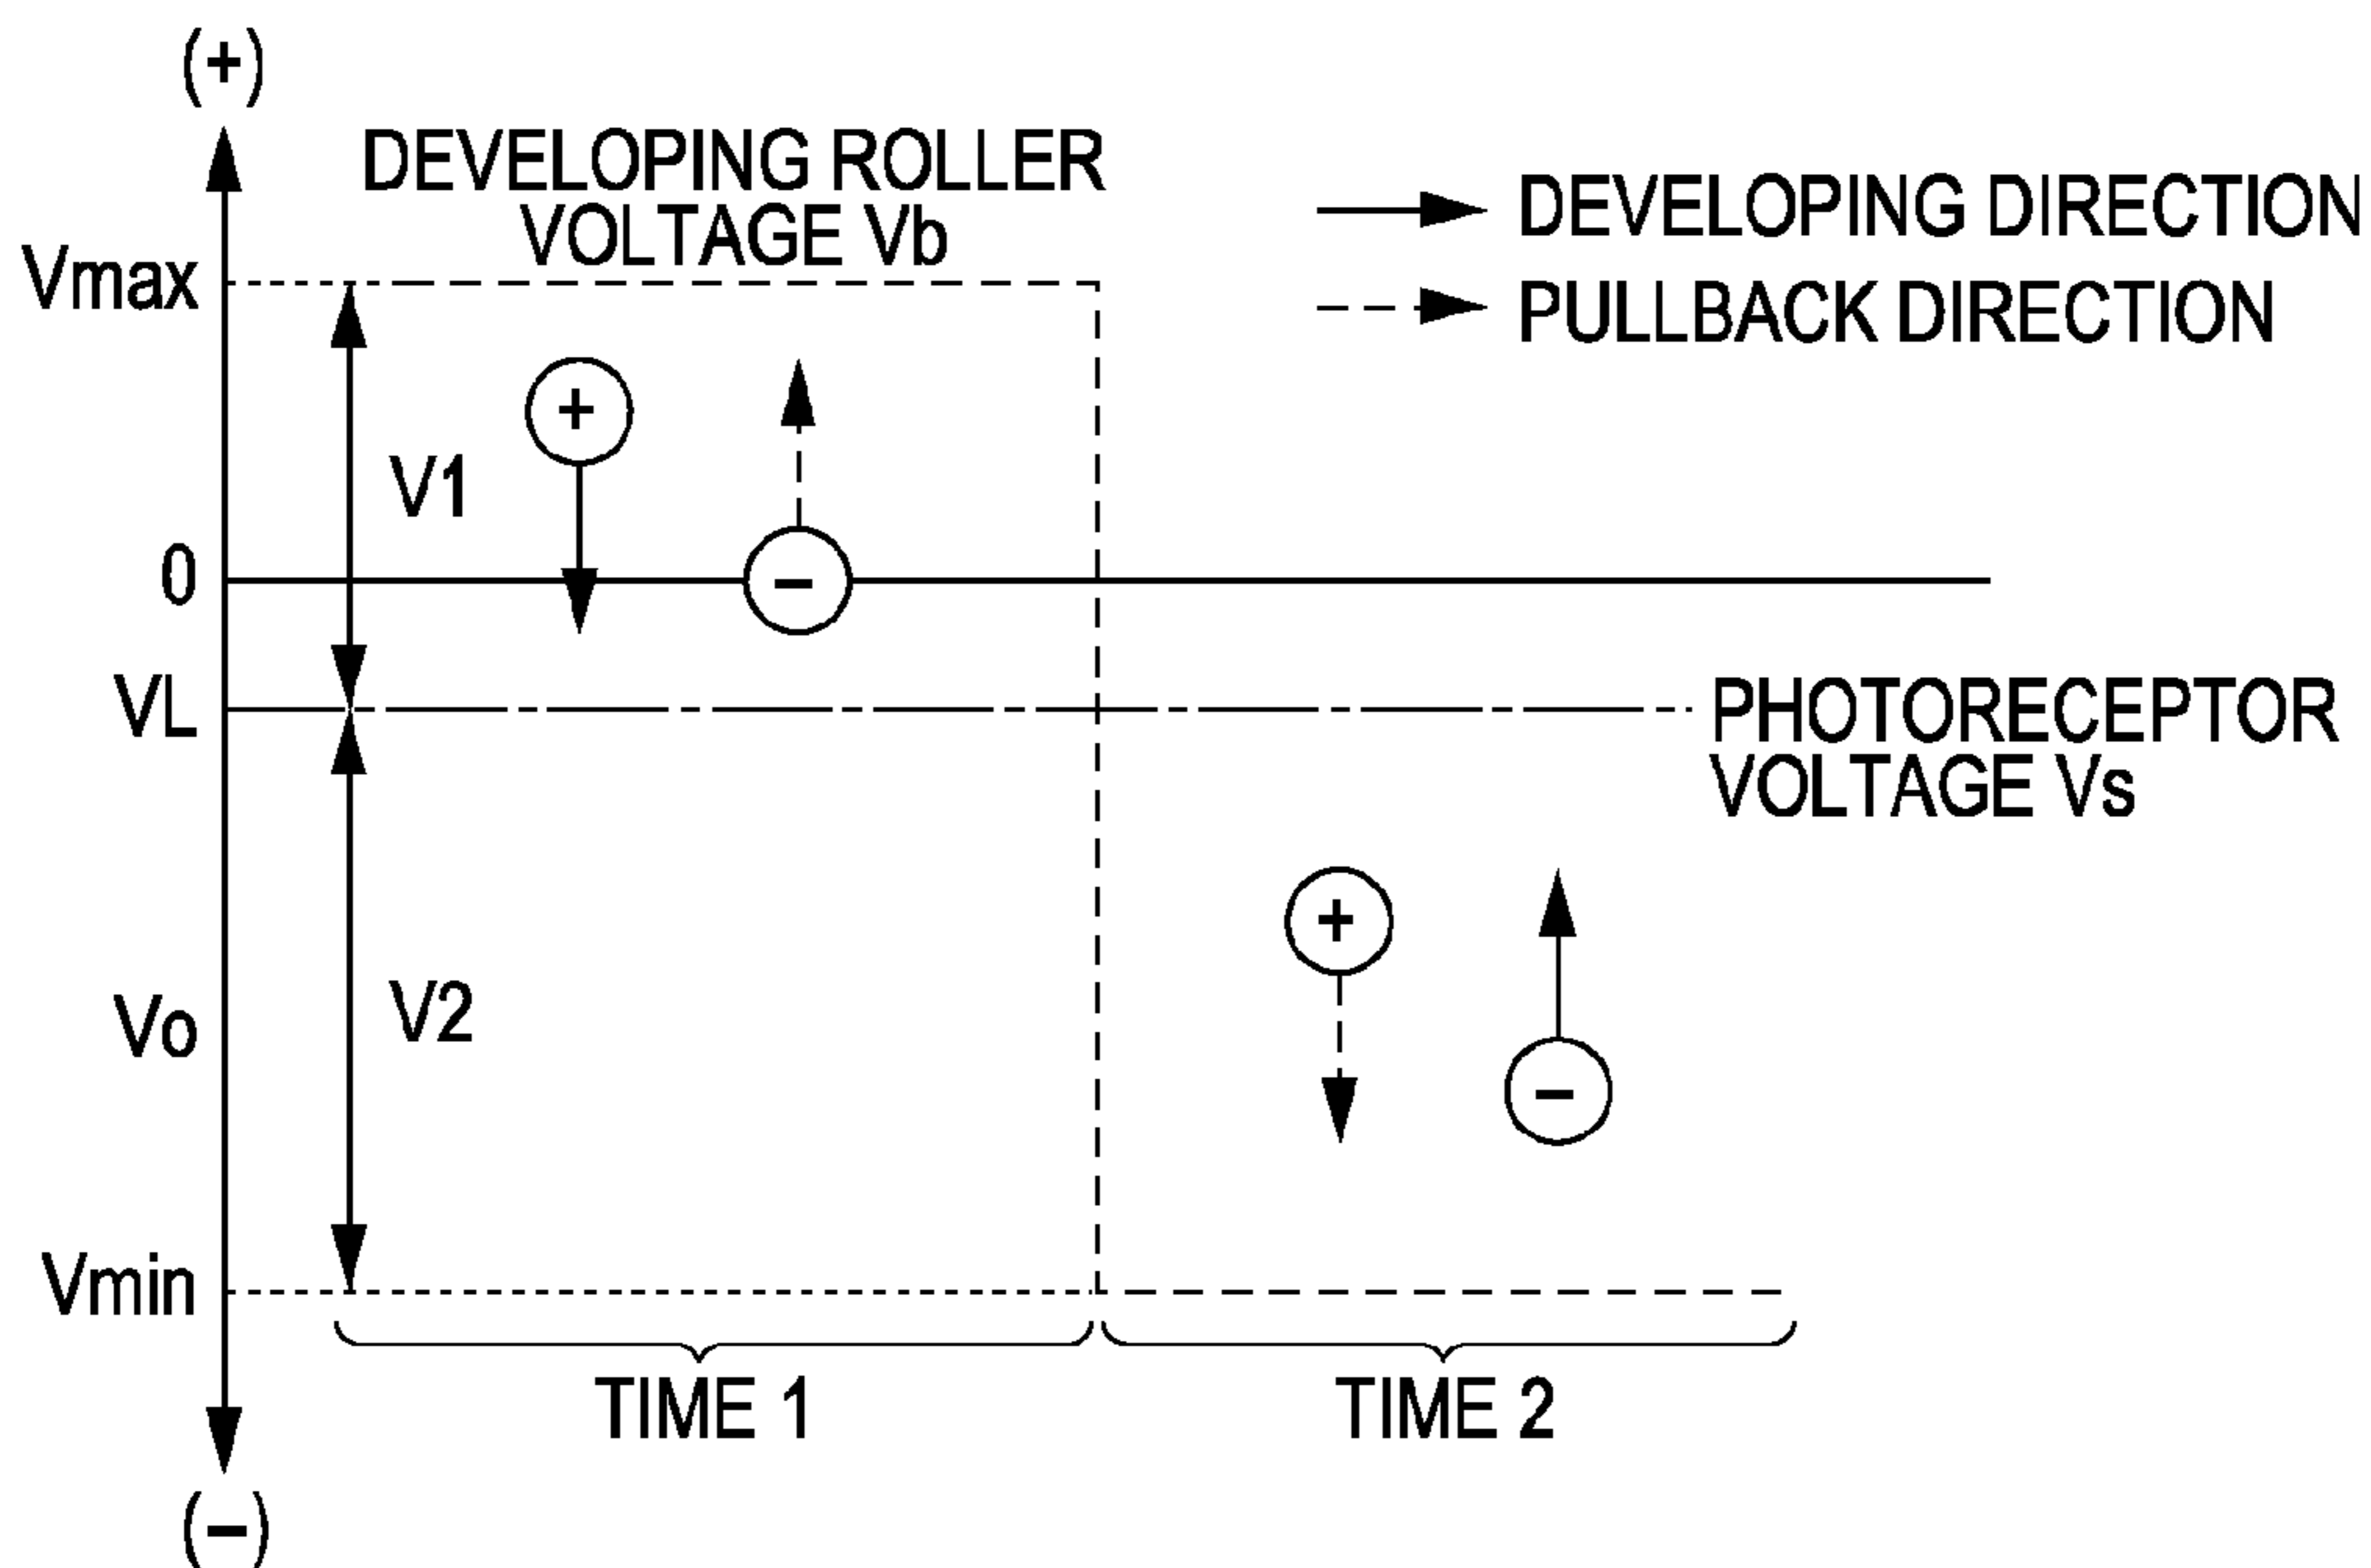 (+)
DEVELOPING ROLLER
VOLTAGE Vb
DEVELOPING DIRECTION
PULLBACK DIRECTION
Vmax
+
V1
0
−
VL
PHOTORECEPTOR
VOLTAGE Vs
+
Vo
V2
−
Vmin
TIME 1
TIME 2
(−)